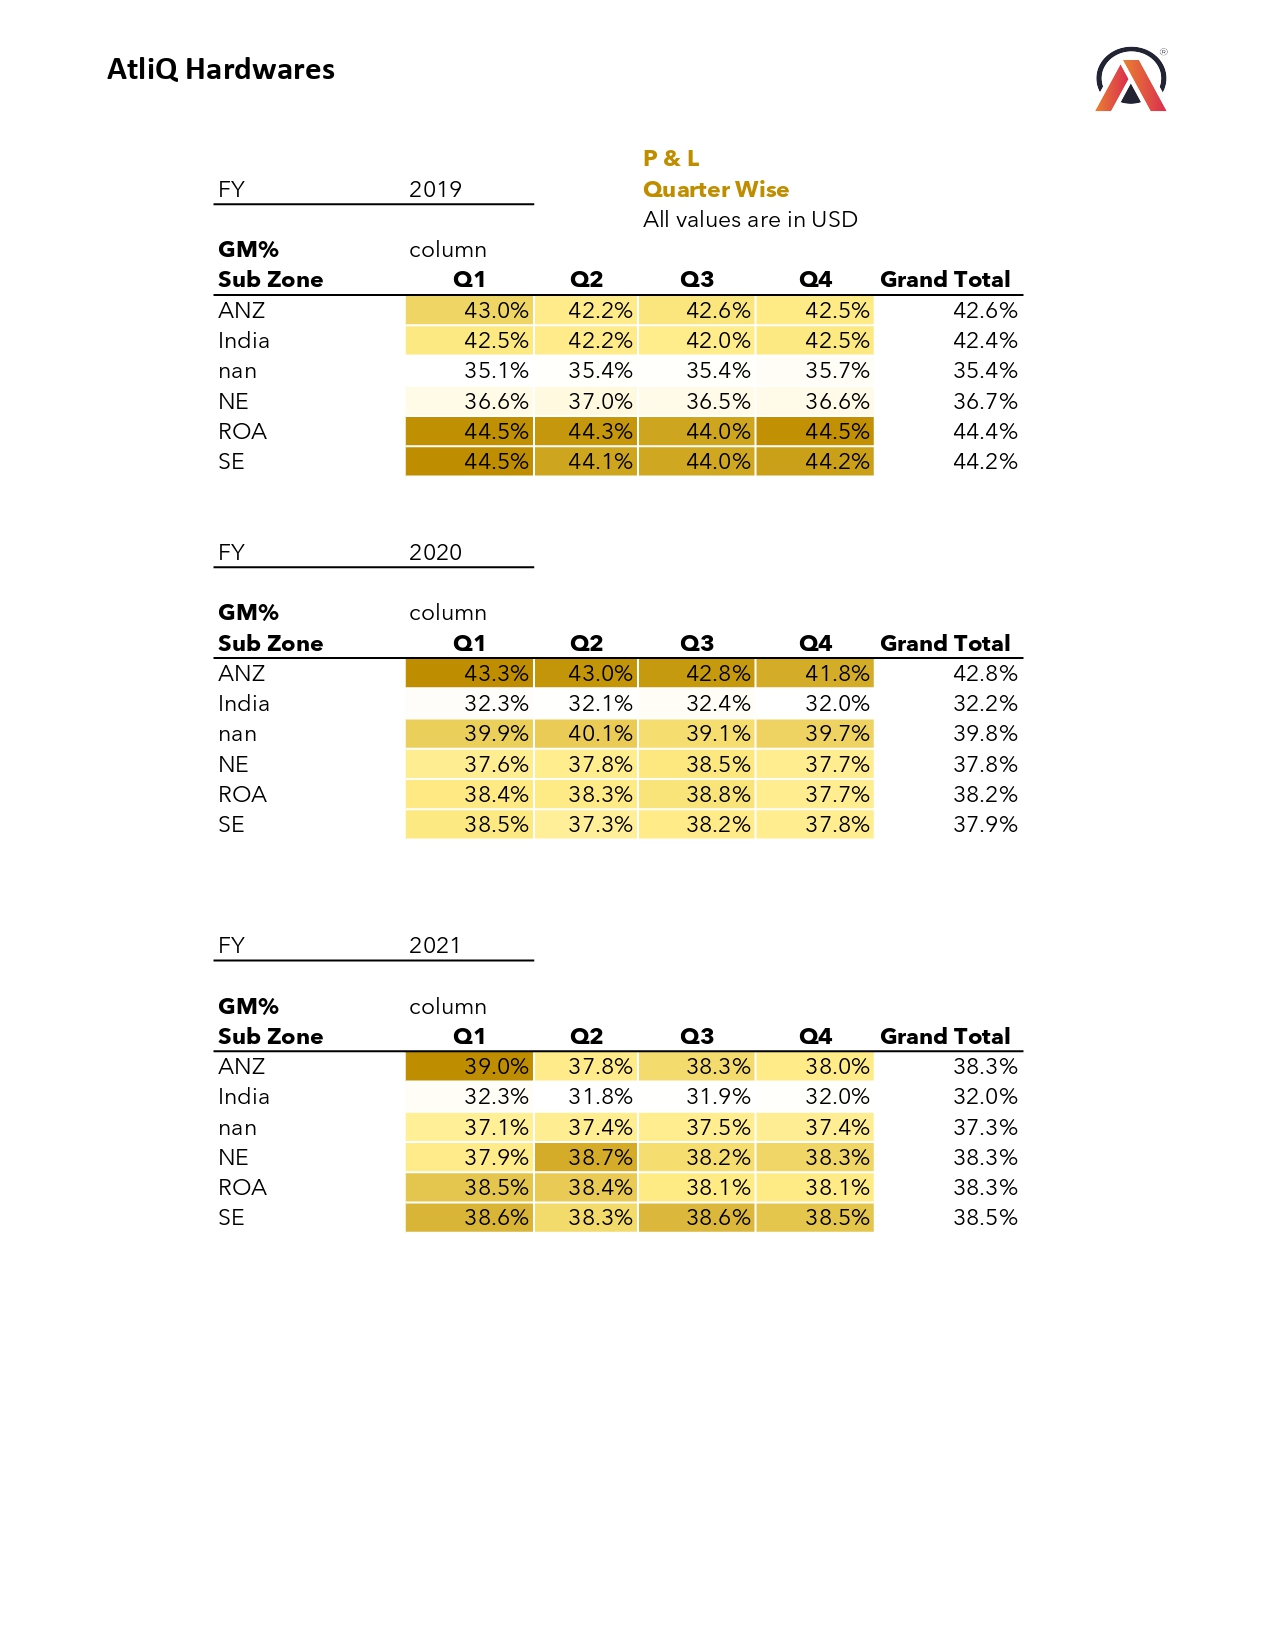 AtliQ Hardwares
®
P & L
FY 2019 Quarter Wise
All values are in USD
GM% column
Sub Zone Q1 Q2 Q3 Q4 Grand Total
ANZ 43.0% 42.2% 42.6% 42.5% 42.6%
India 42.5% 42.2% 42.0% 42.5% 42.4%
nan 35.1% 35.4% 35.4% 35.7% 35.4%
NE 36.6% 37.0% 36.5% 36.6% 36.7%
ROA 44.5% 44.3% 44.0% 44.5% 44.4%
SE 44.5% 44.1% 44.0% 44.2% 44.2%
FY 2020
GM% column
Sub Zone Q1 Q2 Q3 Q4 Grand Total
ANZ 43.3% 43.0% 42.8% 41.8% 42.8%
India 32.3% 32.1% 32.4% 32.0% 32.2%
nan 39.9% 40.1% 39.1% 39.7% 39.8%
NE 37.6% 37.8% 38.5% 37.7% 37.8%
ROA 38.4% 38.3% 38.8% 37.7% 38.2%
SE 38.5% 37.3% 38.2% 37.8% 37.9%
FY 2021
GM% column
Sub Zone Q1 Q2 Q3 Q4 Grand Total
ANZ 39.0% 37.8% 38.3% 38.0% 38.3%
India 32.3% 31.8% 31.9% 32.0% 32.0%
nan 37.1% 37.4% 37.5% 37.4% 37.3%
NE 37.9% 38.7% 38.2% 38.3% 38.3%
ROA 38.5% 38.4% 38.1% 38.1% 38.3%
SE 38.6% 38.3% 38.6% 38.5% 38.5%